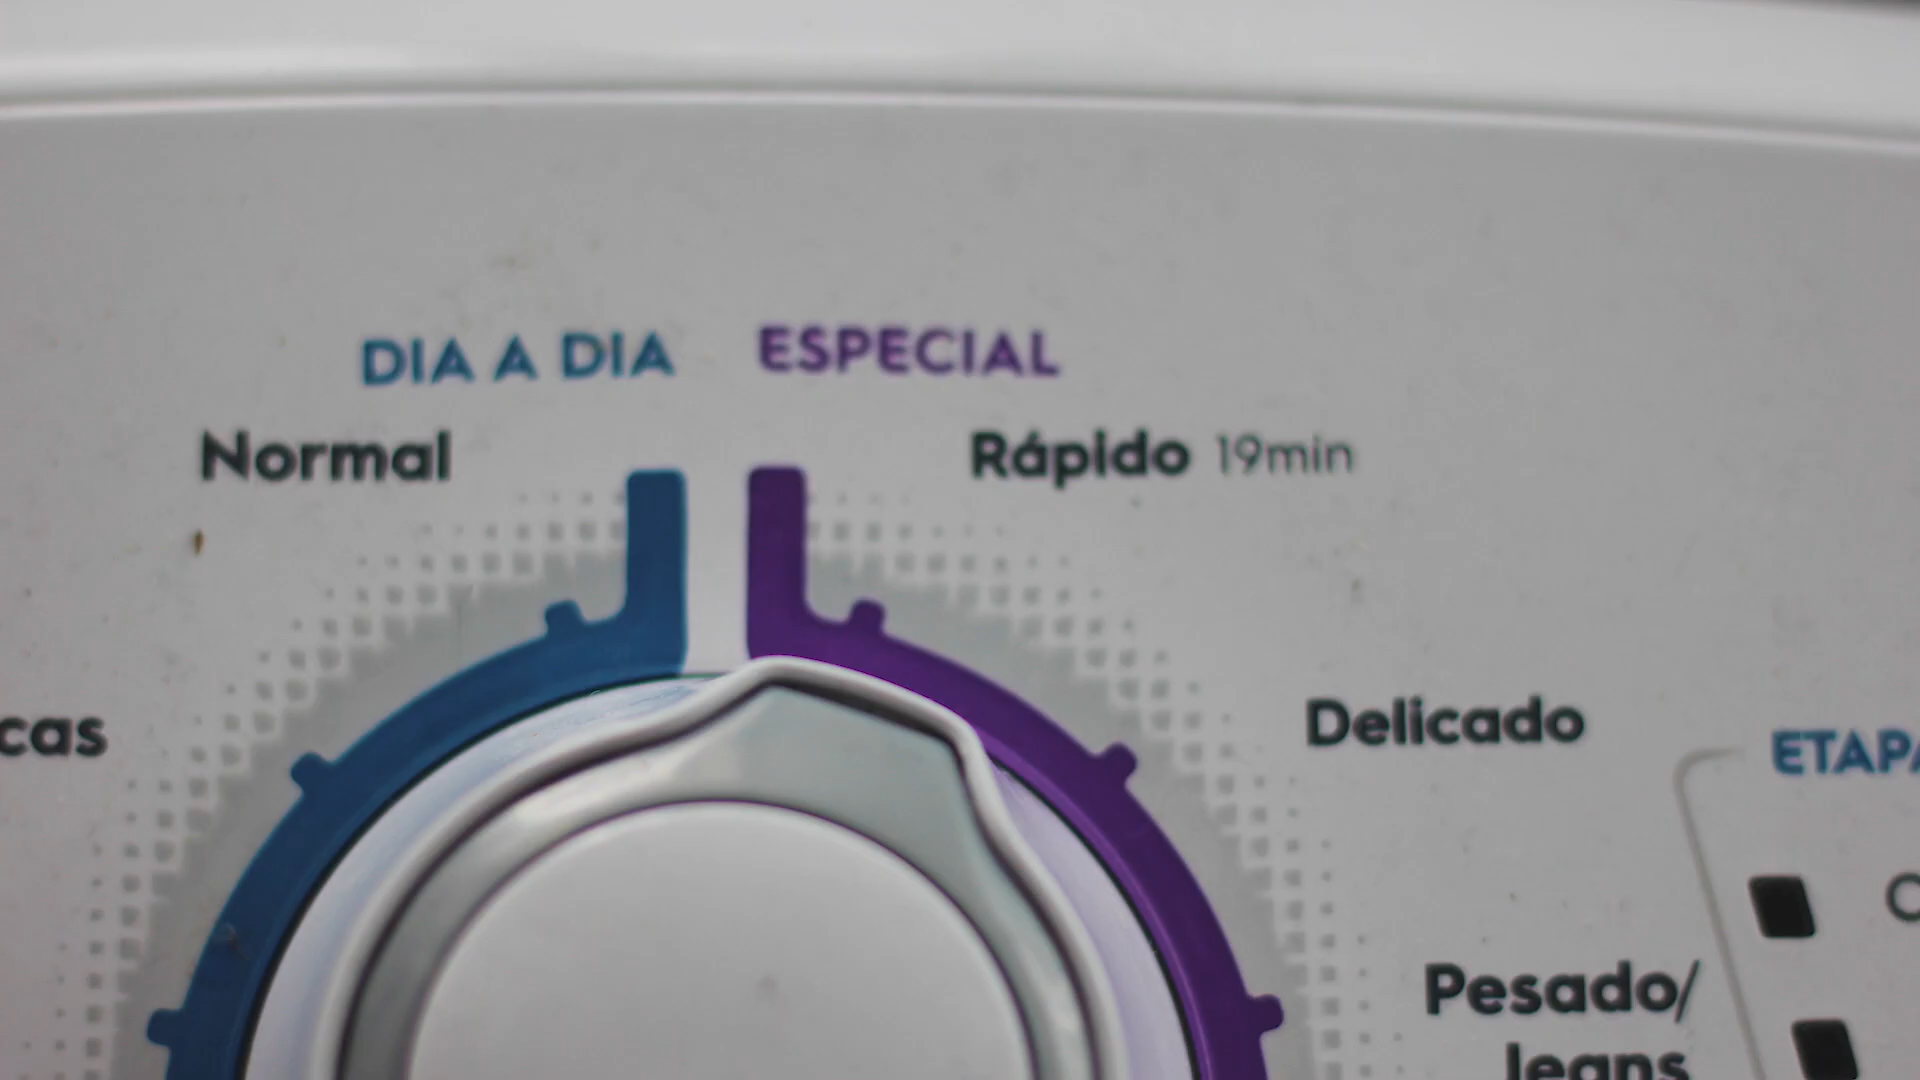 DIA A DIA
ESPECIAL
Normal
Rápido 19min
cas
Delicado
ETAPA
Pesado/
Jeans